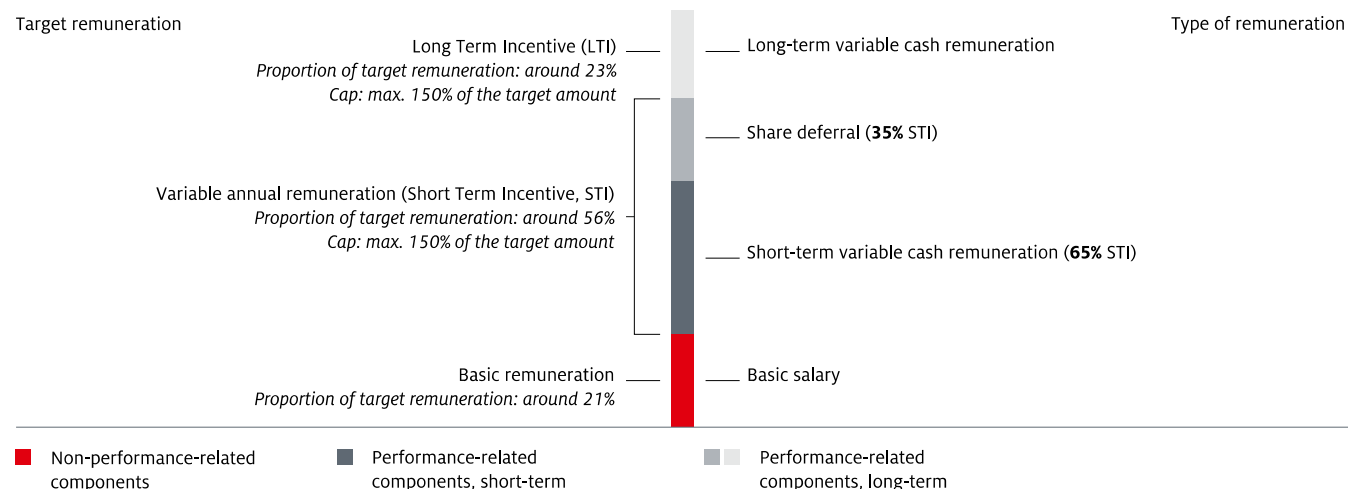 Target remuneration
Type of remuneration
Long Term Incentive (LTI)
Proportion of target remuneration: around 23%
Cap: max. 150% of the target amount
Long-term variable cash remuneration
Share deferral (35% STI)
Variable annual remuneration (Short Term Incentive, STI)
Proportion of target remuneration: around 56%
Cap: max. 150% of the target amount
Short-term variable cash remuneration (65% STI)
Basic remuneration
Proportion of target remuneration: around 21%
Basic salary
Non-performance-related
components
Performance-related
components, short-term
Performance-related
components, long-term